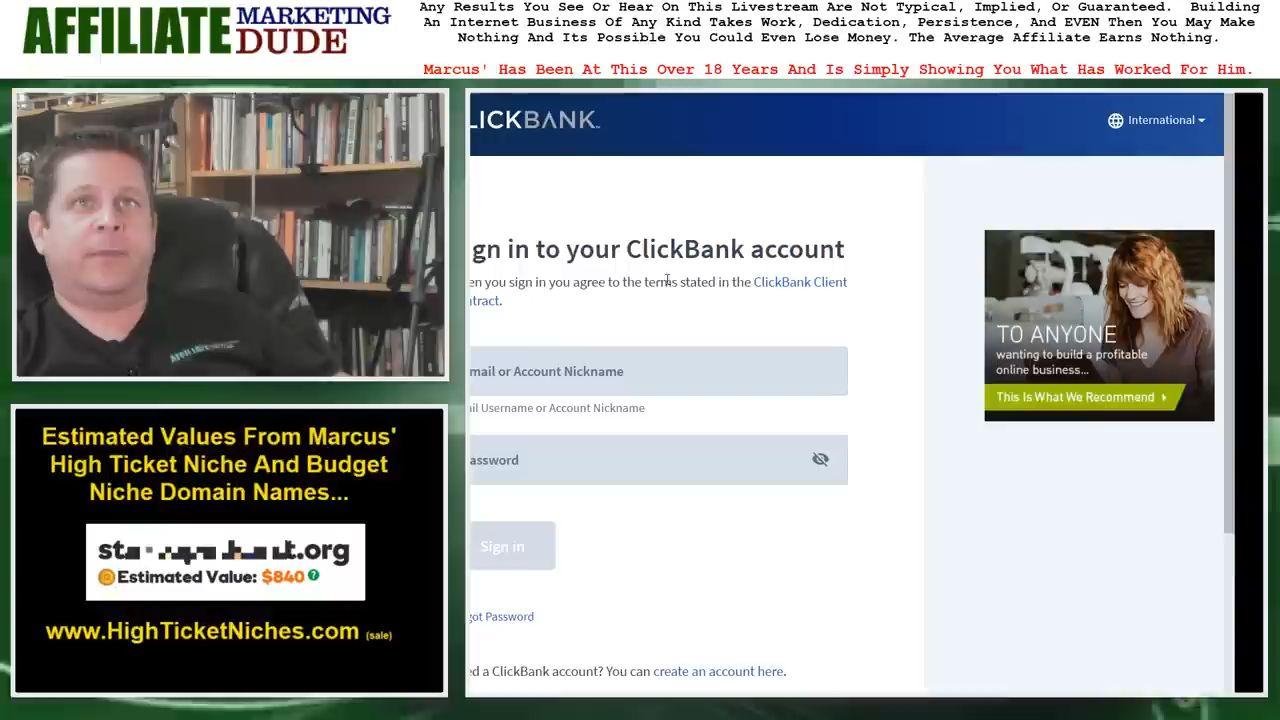 AFFILIATE MARKETING DUDE
Any Results You See Or Hear On This Livestream Are Not Typical, Implied, Or Guaranteed. Building
An Internet Business Of Any Kind Takes Work, Dedication, Persistence, And EVEN Then You May Make
Nothing And Its Possible You Could Even Lose Money. The Average Affiliate Earns Nothing.
Marcus' Has Been At This Over 18 Years And Is Simply Showing You What Has Worked For Him.
LICKBANK
International
gn in to your ClickBank account
en you sign in you agree to the terms stated in the ClickBank Client
tract.
mail or Account Nickname
il Username or Account Nickname
assword
Sign in
got Password
d a ClickBank account? You can create an account here.
TO ANYONE
wanting to build a profitable
online business...
This Is What We Recommend
Estimated Values From Marcus'
High Ticket Niche And Budget
Niche Domain Names...
.org
Estimated Value: $840
www.HighTicketNiches.com (sale)